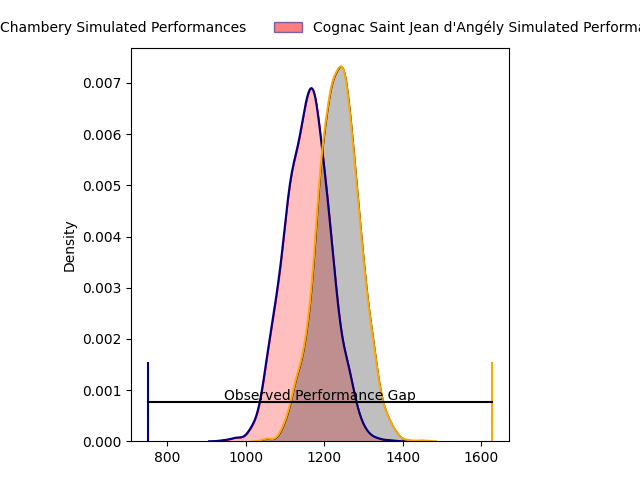 Chambery Simulated Performances
Cognac Saint Jean d'Angély Simulated Performa
0.007
0.006
0.005
0.004
0.003
0.002
0.001
0.000
Density
Observed Performance Gap
800 1000 1200 1400 1600